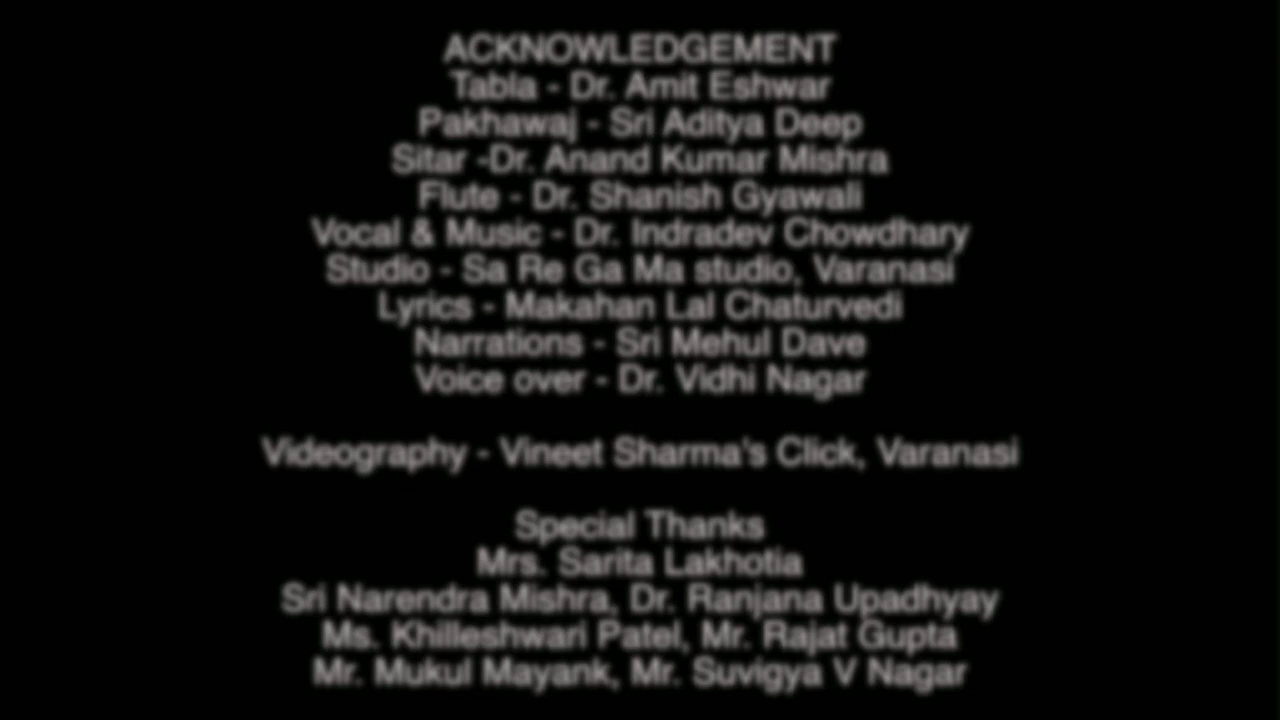 ACKNOWLEDGEMENT
Tabla - Dr. Amit Eshwar
Pakhawaj - Sri Aditya Deep
Sitar -Dr. Anand Kumar Mishra
Flute - Dr. Shanish Gyawali
Vocal & Music - Dr. Indradev Chowdhary
Studio - Sa Re Ga Ma studio, Varanasi
Lyrics - Makahan Lal Chaturvedi
Narrations - Sri Mehul Dave
Voice over - Dr. Vidhi Nagar
Videography - Vineet Sharma's Click, Varanasi
Special Thanks
Mrs. Sarita Lakhotia
Sri Narendra Mishra, Dr. Ranjana Upadhyay
Ms. Khilleshwari Patel, Mr. Rajat Gupta
Mr. Mukul Mayank, Mr. Suvigya V Nagar